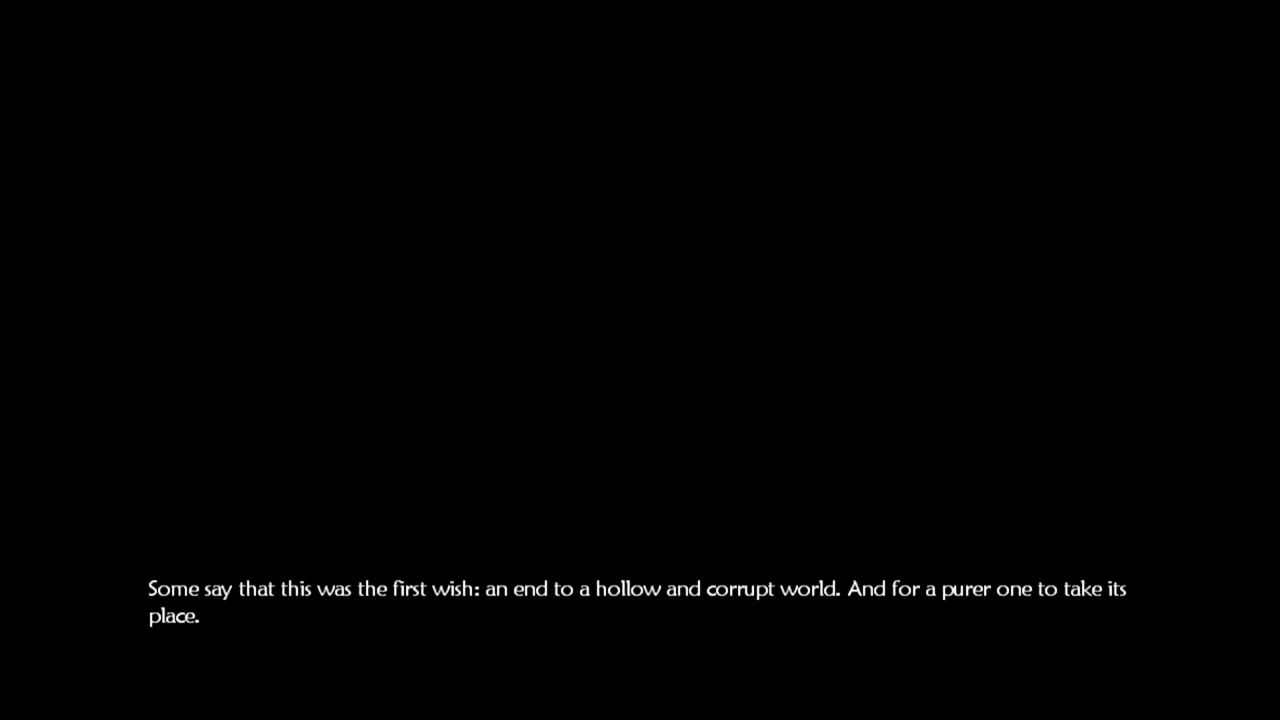 Some say that this was the first wish: an end to a hollow and corrupt world. And for a purer one to take its
place.